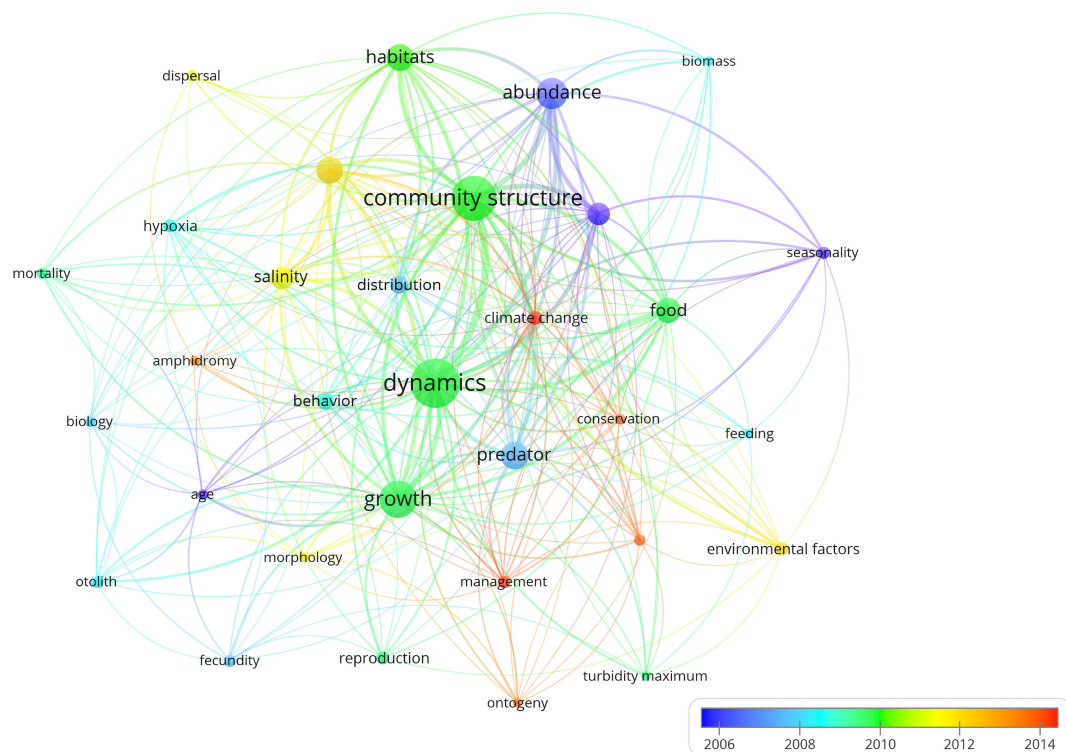 habitats
biomass
dispersal
abundance
community structure
hypoxia
seasonality
mortality
salinity
distribution
food
climate change
amphidromy
dynamics
behavior
conservation
biology
feeding
predator
age
growth
environmental factors
morphology
otolith
management
fecundity
reproduction
turbidity maximum
ontogeny
2006 2008 2010 2012 2014